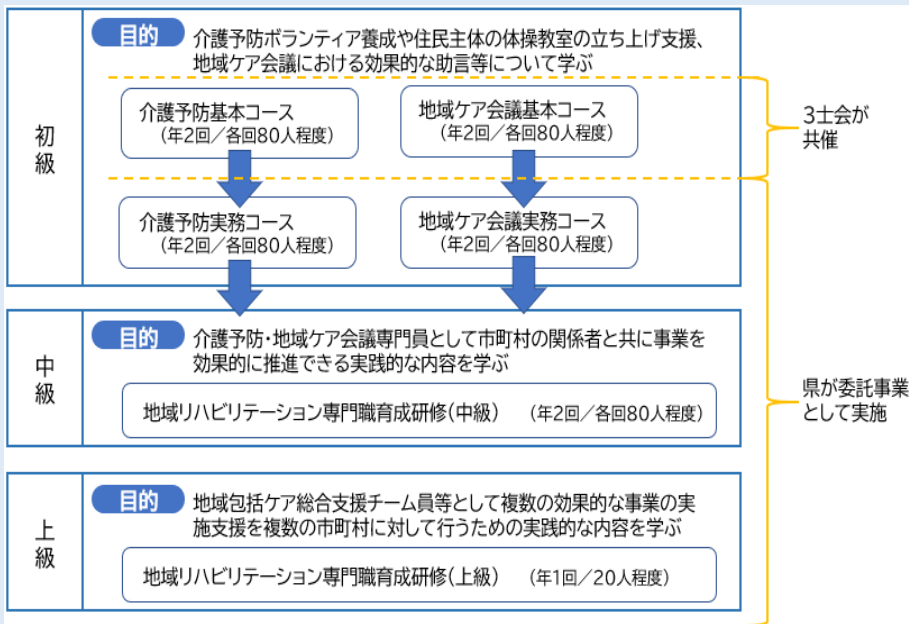 初級
目的
介護予防ボランティア養成や住民主体の体操教室の立ち上げ支援、
地域ケア会議における効果的な助言等について学ぶ
介護予防基本コース
(年2回／各回80人程度)
地域ケア会議基本コース
(年2回／各回80人程度)
3士会が
共催
介護予防実務コース
(年2回／各回80人程度)
地域ケア会議実務コース
(年2回／各回80人程度)
中級
目的
介護予防・地域ケア会議専門員として市町村の関係者と共に事業を
効果的に推進できる実践的な内容を学ぶ
地域リハビリテーション専門職育成研修(中級) (年2回／各回80人程度)
県が委託事業
として実施
上級
目的
地域包括ケア総合支援チーム員等として複数の効果的な事業の実
施支援を複数の市町村に対して行うための実践的な内容を学ぶ
地域リハビリテーション専門職育成研修(上級) (年1回／20人程度)